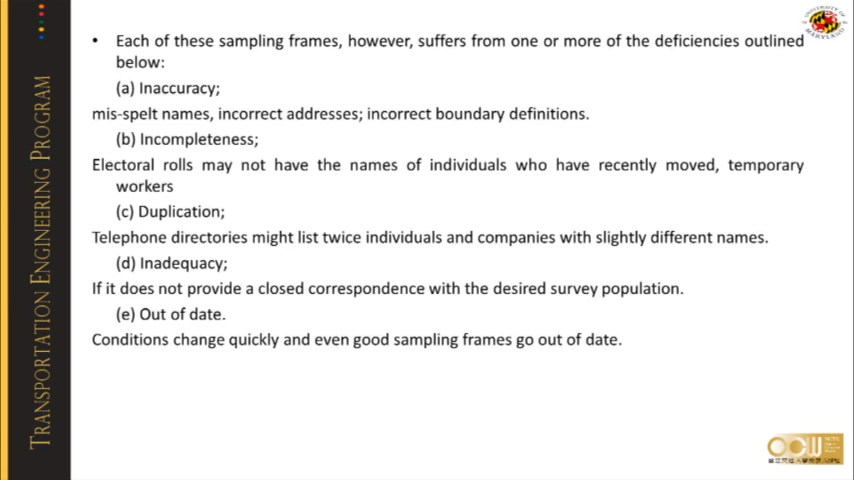 • Each of these sampling frames, however, suffers from one or more of the deficiencies outlined
below:
(a) Inaccuracy;
mis-spelt names, incorrect addresses; incorrect boundary definitions.
(b) Incompleteness;
Electoral rolls may not have the names of individuals who have recently moved, temporary
workers
(c) Duplication;
Telephone directories might list twice individuals and companies with slightly different names.
(d) Inadequacy;
If it does not provide a closed correspondence with the desired survey population.
(e) Out of date.
Conditions change quickly and even good sampling frames go out of date.
TRANSPORTATION ENGINEERING PROGRAM
UNIVERSITY OF
MARYLAND
OCW